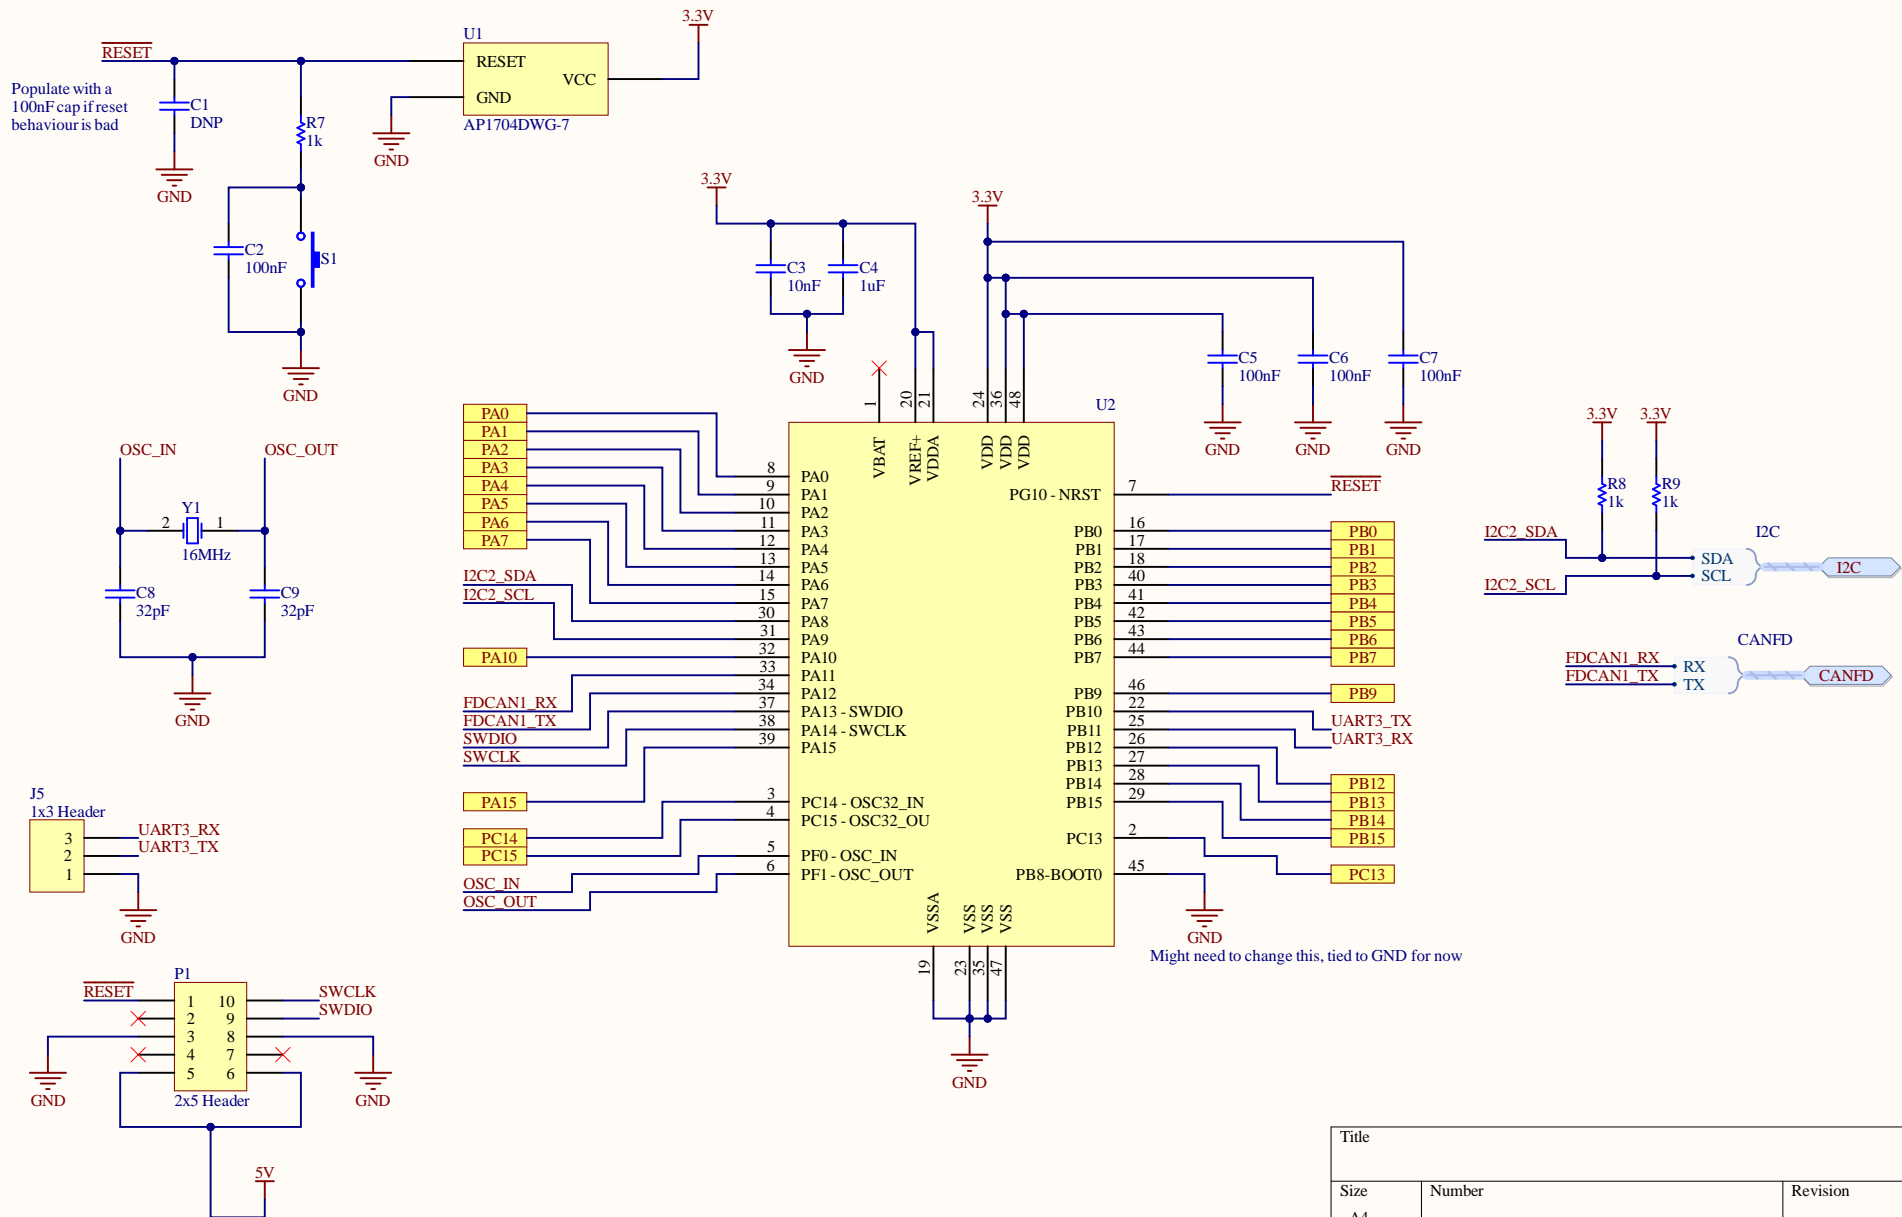 RESET
Populate with a
100nF cap if reset
behaviour is bad
C1
DNP
GND
R7
1k
C2
100nF
S1
GND
U1
RESET
VCC
GND
AP1704DWG-7
GND
3.3V
3.3V
C3
10nF
C4
1uF
GND
3.3V
C5
100nF
C6
100nF
C7
100nF
GND
GND
GND
OSC_IN
OSC_OUT
Y1
2
1
16MHz
C8
32pF
C9
32pF
GND
J5
1x3 Header
3
2
1
UART3_RX
UART3_TX
GND
P1
RESET
1
2
3
4
5
10
9
8
7
6
SWCLK
SWDIO
GND
GND
2x5 Header
5V
PA0
PA1
PA2
PA3
PA4
PA5
PA6
PA7
I2C2_SDA
I2C2_SCL
PA10
FDCAN1_RX
FDCAN1_TX
SWDIO
SWCLK
PA15
PC14
PC15
OSC_IN
OSC_OUT
U2
1
20
21
24
36
48
VBAT
VREF+
VDDA
VDD
VDD
VDD
8 PA0
9 PA1
10 PA2
11 PA3
12 PA4
13 PA5
14 PA6
15 PA7
30 PA8
31 PA9
32 PA10
33 PA11
34 PA12
37 PA13 - SWDIO
38 PA14 - SWCLK
39 PA15
3 PC14 - OSC32_IN
4 PC15 - OSC32_OU
5 PF0 - OSC_IN
6 PF1 - OSC_OUT
PG10 - NRST 7
PB0 16
PB1 17
PB2 18
PB3 40
PB4 41
PB5 42
PB6 43
PB7 44
PB9 46
PB10 22
PB11 25
PB12 26
PB13 27
PB14 28
PB15 29
PC13 2
PB8-BOOT0 45
VSSA
VSS
VSS
VSS
19
23
35
47
GND
RESET
PB0
PB1
PB2
PB3
PB4
PB5
PB6
PB7
PB9
UART3_TX
UART3_RX
PB12
PB13
PB14
PB15
PC13
GND
Might need to change this, tied to GND for now
3.3V
3.3V
R8
1k
R9
1k
I2C2_SDA
I2C2_SCL
I2C
SDA
SCL
I2C
CANFD
FDCAN1_RX
FDCAN1_TX
RX
TX
CANFD
Title
Size
Number
Revision
A4